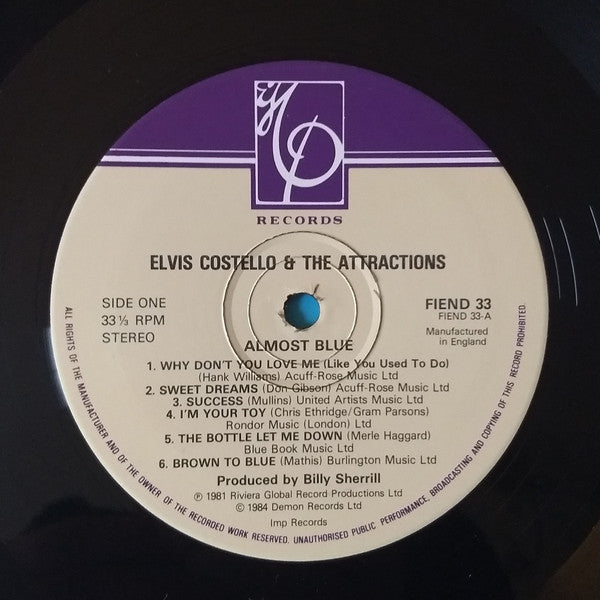 RECORDS
ELVIS COSTELLO & THE ATTRACTIONS
SIDE ONE
33 ⅓ RPM
STEREO
FIEND 33
FIEND 33-A
Manufactured
in England
ALMOST BLUE
1. WHY DON'T YOU LOVE ME (Like You Used To Do)
(Hank Williams) Acuff-Rose Music Ltd
2. SWEET DREAMS (Don Gibson) Acuff-Rose Music Ltd
3. SUCCESS (Mullins) United Artists Music Ltd
4. I'M YOUR TOY (Chris Ethridge/Gram Parsons)
Rondor Music (London) Ltd
5. THE BOTTLE LET ME DOWN (Merle Haggard)
Blue Book Music Ltd
6. BROWN TO BLUE (Mathis) Burlington Music Ltd
Produced by Billy Sherrill
℗ 1981 Riviera Global Record Productions Ltd
© 1984 Demon Records Ltd
Imp Records
ALL RIGHTS OF THE MANUFACTURER AND OF THE OWNER OF THE RECORDED WORK RESERVED. UNAUTHORISED PUBLIC PERFORMANCE, BROADCASTING AND COPYING OF THIS RECORD PROHIBITED.